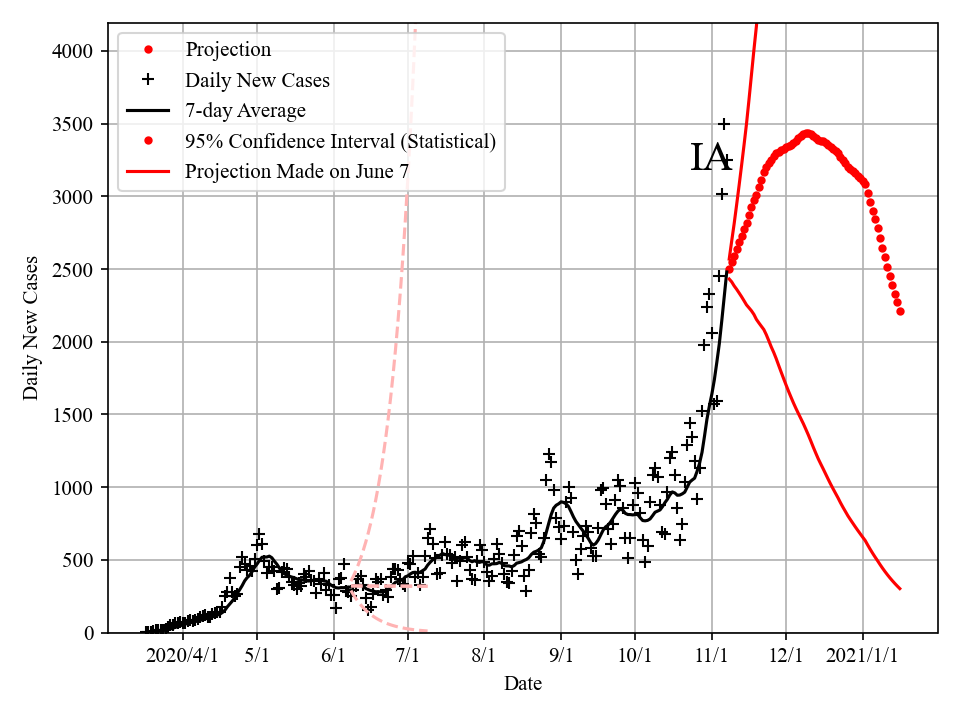 4000
3500
3000
2500
2000
1500
1000
500
0
Daily New Cases
Projection
Daily New Cases
7-day Average
95% Confidence Interval (Statistical)
Projection Made on June 7
IA
2020/4/1 5/1 6/1 7/1 8/1 9/1 10/1 11/1 12/1 2021/1/1
Date